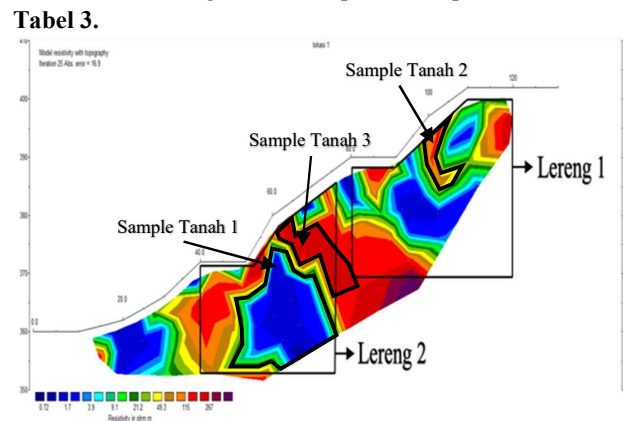 Tabel 3.
Model resistivity with topography
Iteration 25 Abs. error = 16.9
lokasi 1
Sample Tanah 2
Sample Tanah 3
Sample Tanah 1
Lereng 1
Lereng 2
400
390
380
370
360
350
0.0
20.0
40.0
60.0
100
120
0.72 1.7 3.9 9.1 21.2 49.3 115 267
Resistivity in ohm.m